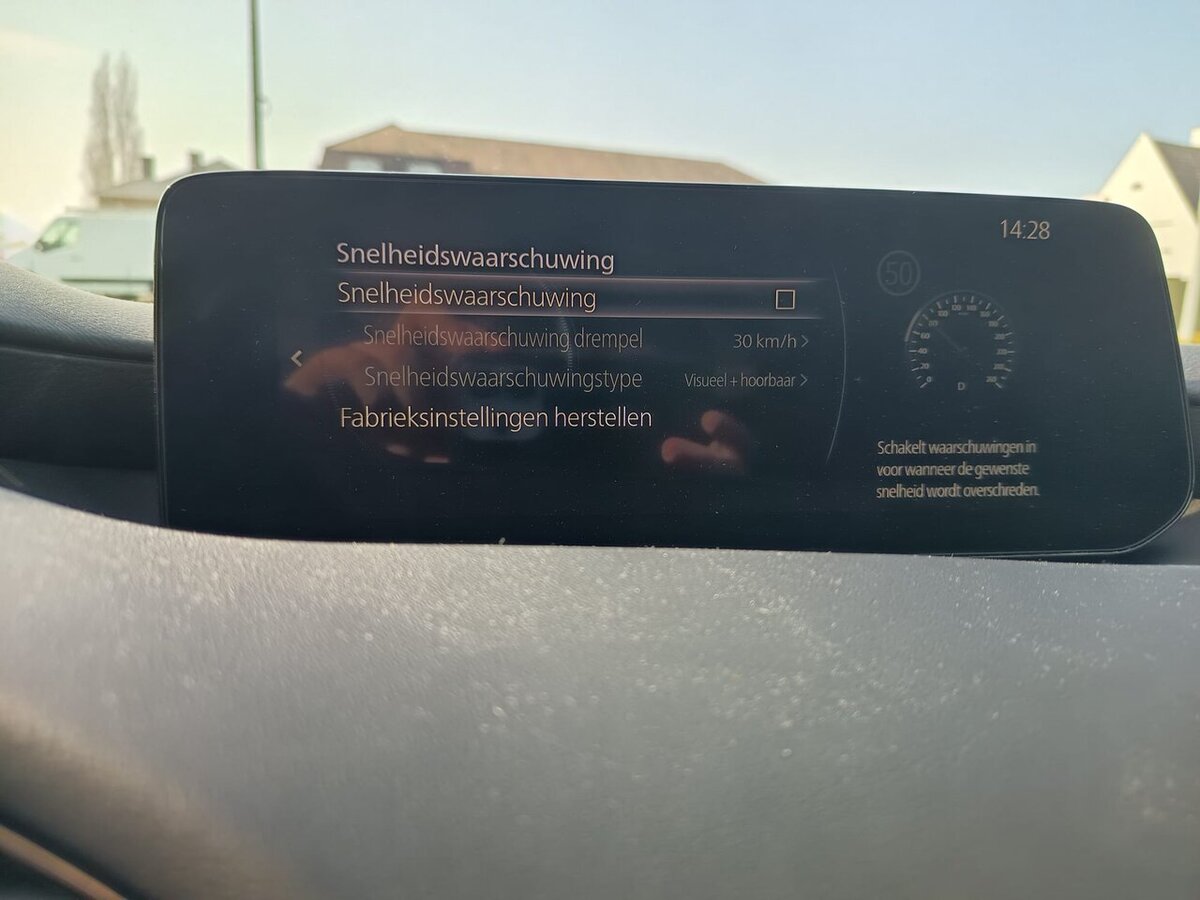 14:28
Snelheidswaarschuwing
Snelheidswaarschuwing
Snelheidswaarschuwing drempel 30 km/h >
Snelheidswaarschuwingstype Visueel + hoorbaar >
Fabrieksinstellingen herstellen
50
D
Schakelt waarschuwingen in
voor wanneer de gewenste
snelheid wordt overschreden.